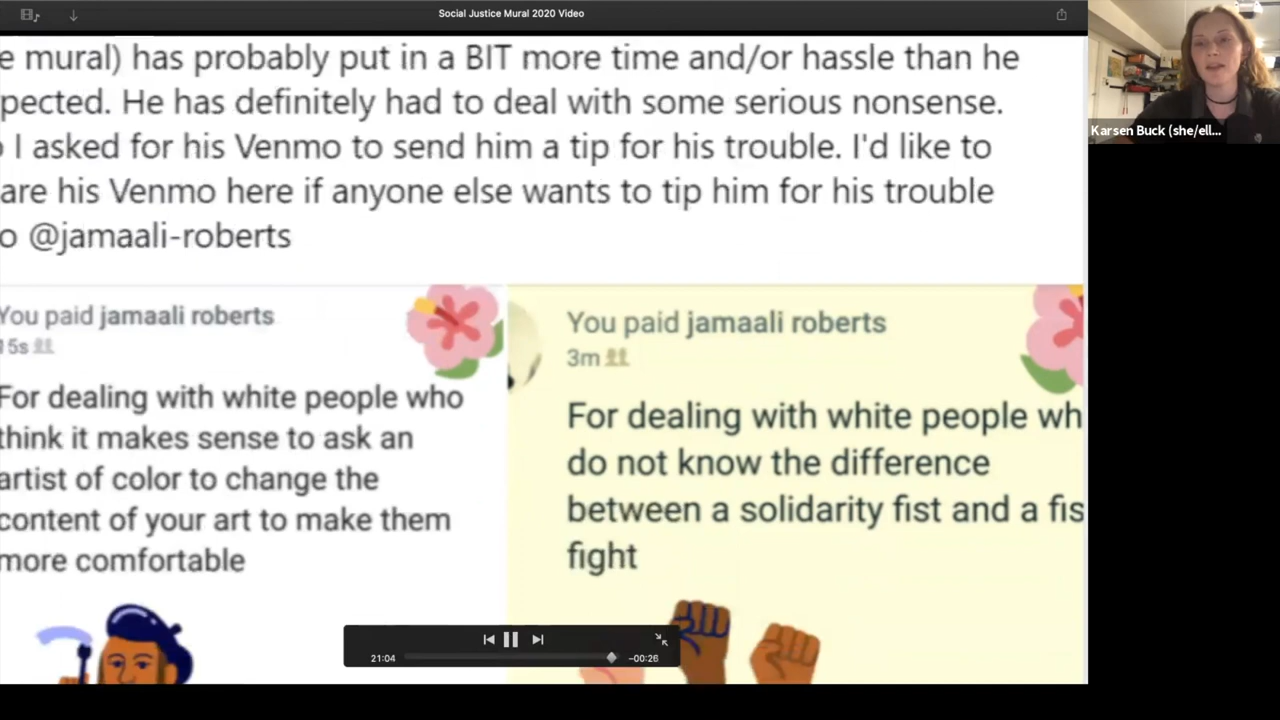 Social Justice Mural 2020 Video
e mural) has probably put in a BIT more time and/or hassle than he
pected. He has definitely had to deal with some serious nonsense.
I asked for his Venmo to send him a tip for his trouble. I'd like to
are his Venmo here if anyone else wants to tip him for his trouble
o @jamaali-roberts
You paid jamaali roberts
15s
For dealing with white people who
think it makes sense to ask an
artist of color to change the
content of your art to make them
more comfortable
You paid jamaali roberts
3m
For dealing with white people wh
do not know the difference
between a solidarity fist and a fis
fight
21:04
-00:26
Karsen Buck (she/ell...